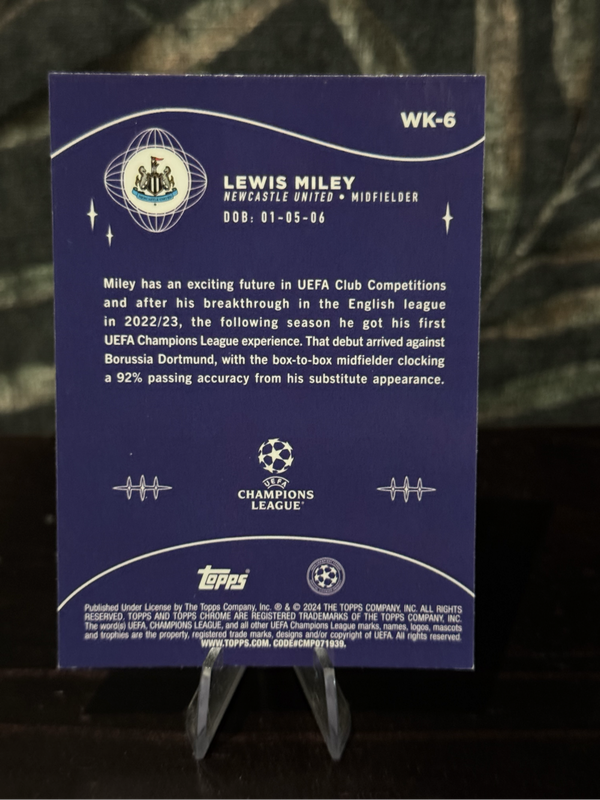 WK-6
LEWIS MILEY
NEWCASTLE UNITED • MIDFIELDER
DOB: 01-05-06
Miley has an exciting future in UEFA Club Competitions
and after his breakthrough in the English league
in 2022/23, the following season he got his first
UEFA Champions League experience. That debut arrived against
Borussia Dortmund, with the box-to-box midfielder clocking
a 92% passing accuracy from his substitute appearance.
UEFA
CHAMPIONS
LEAGUE
Topps
Published Under License by The Topps Company, Inc. ® & © 2024 THE TOPPS COMPANY, INC. ALL RIGHTS
RESERVED. TOPPS AND TOPPS CHROME ARE REGISTERED TRADEMARKS OF THE TOPPS COMPANY, INC.
The word(s) UEFA, CHAMPIONS LEAGUE, and all other UEFA Champions League marks, names, logos, mascots
and trophies are the property, registered trade marks, designs and/or copyright of UEFA. All rights reserved.
WWW.TOPPS.COM. CODE#CMP071939.